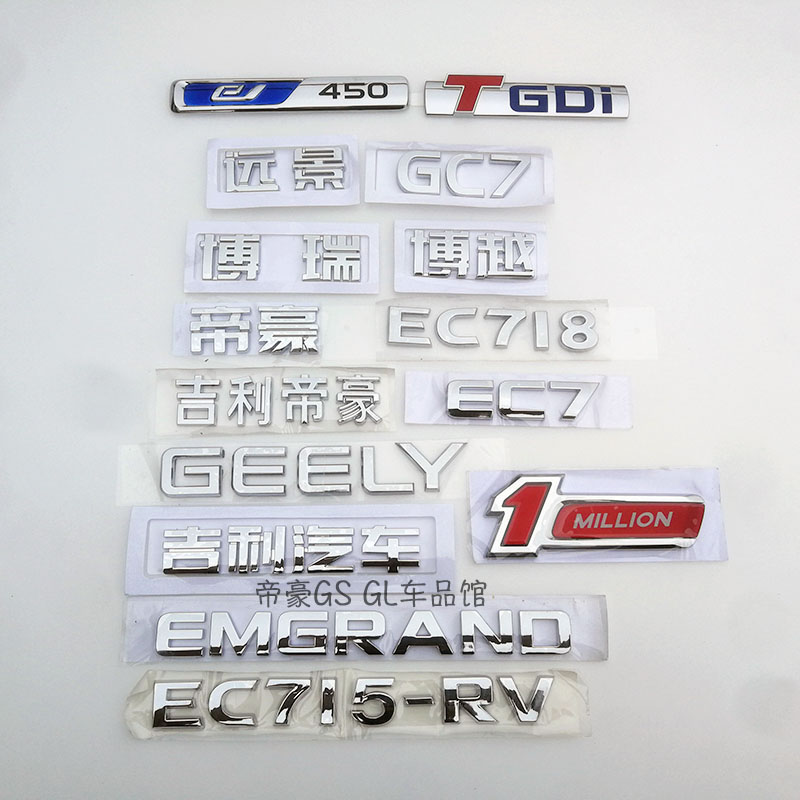 450 TGDi
远景 GC7
博瑞 博越
帝豪 EC718
吉利帝豪 EC7
GEELY
1 MILLION
吉利汽车
帝豪GS GL车品馆
EMGRAND
EC715-RV